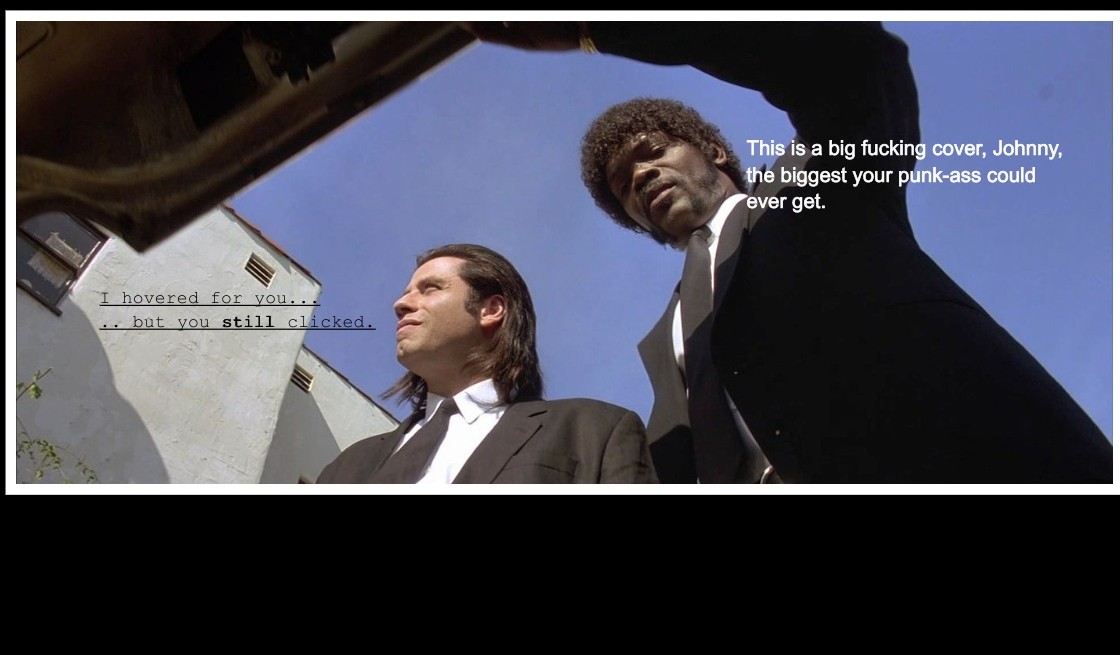 This is a big fucking cover, Johnny,
the biggest your punk-ass could
ever get.
I hovered for you...
.. but you still clicked.